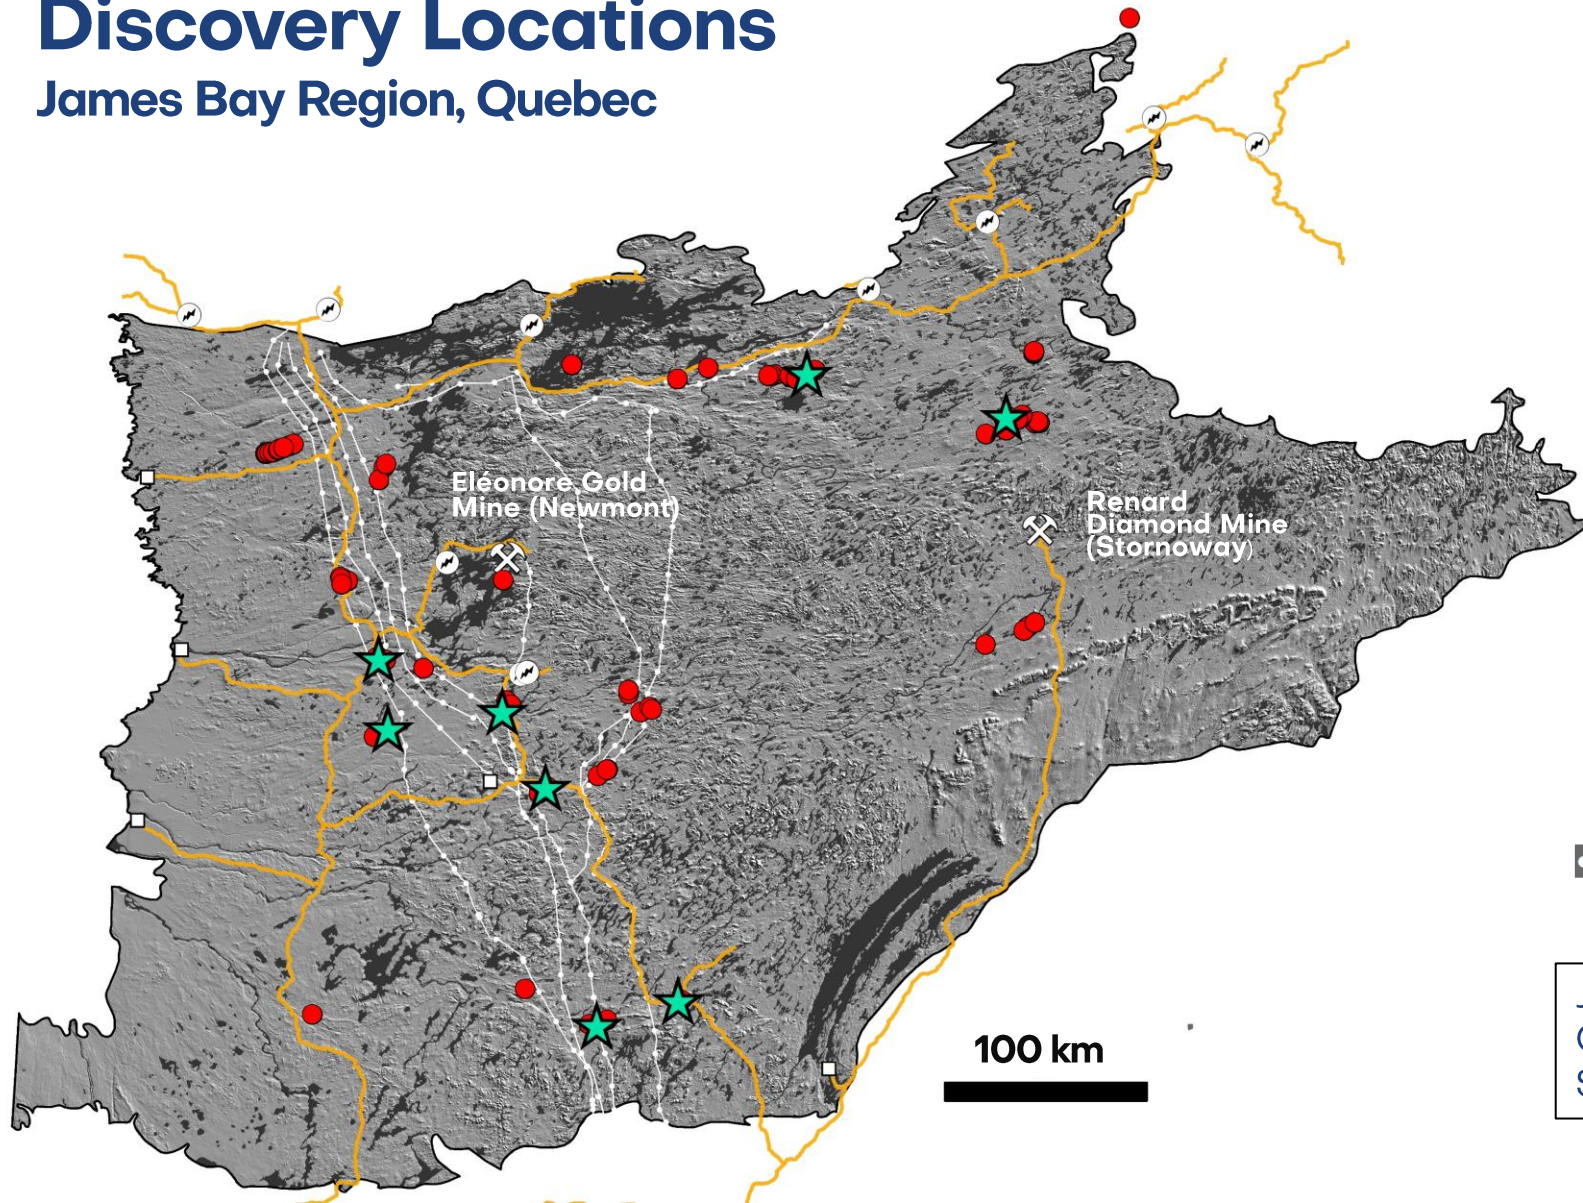 Discovery Locations
James Bay Region, Quebec
Eléonore Gold
Mine (Newmont)
Renard
Diamond Mine
(Stornoway)
100 km